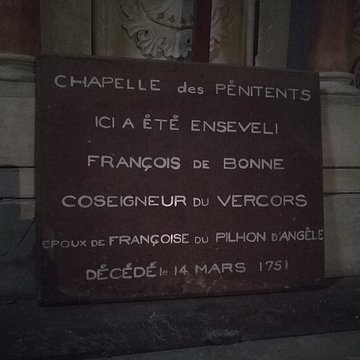 CHAPELLE des PÉNITENTS
ICI A ÉTÉ ENSEVELI
FRANÇOIS DE BONNE
COSEIGNEUR DU VERCORS
EPOUX DE FRANÇOISE DU PILHON D'ANGÈLE
DÉCÉDÉ le 14 MARS 1751